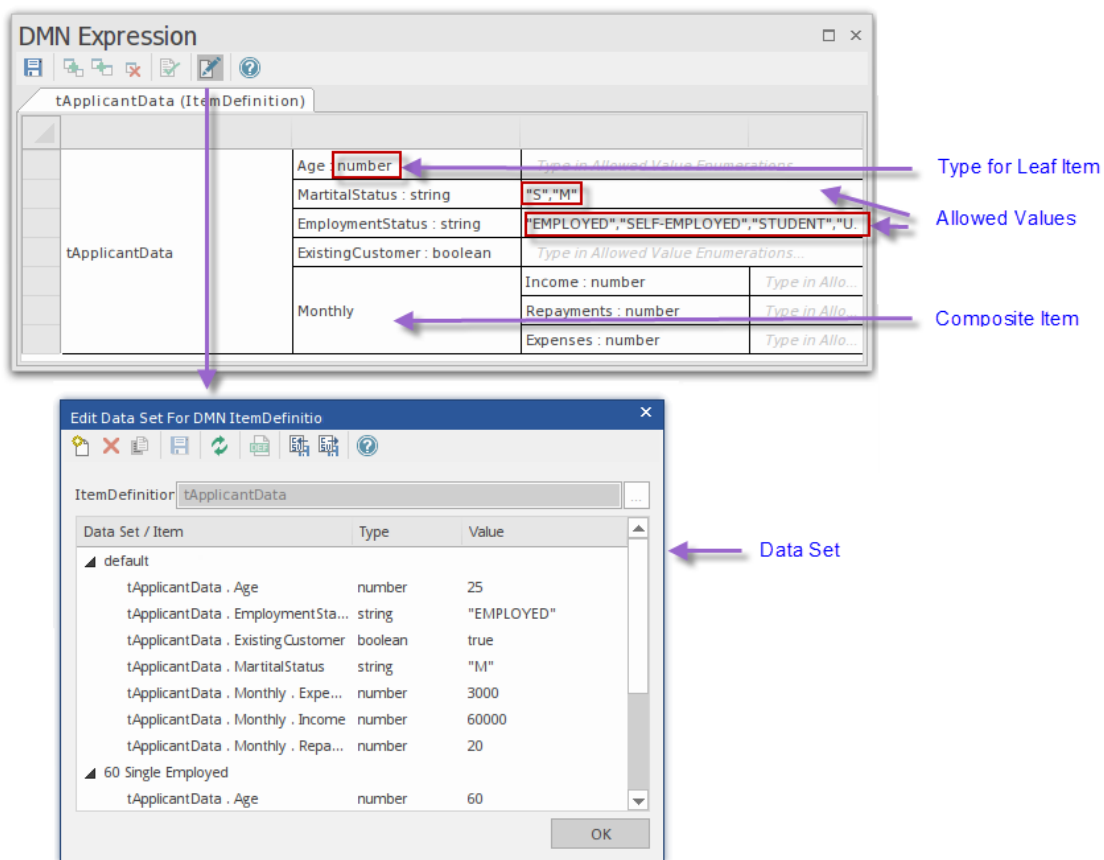 DMN Expression
tApplicantData (ItemDefinition)
Age : number Type in Allowed Value Enumerations...
Type for Leaf Item
MartitalStatus : string "S","M"
Allowed Values
EmploymentStatus : string "EMPLOYED","SELF-EMPLOYED","STUDENT","U.
tApplicantData
ExistingCustomer : boolean Type in Allowed Value Enumerations...
Income : number Type in Allo...
Monthly
Repayments : number Type in Allo...
Composite Item
Expenses : number Type in Allo...
Edit Data Set For DMN ItemDefinitio
ItemDefinition tApplicantData ...
Data Set / Item Type Value
Data Set
default
tApplicantData . Age number 25
tApplicantData . EmploymentSta... string "EMPLOYED"
tApplicantData . ExistingCustomer boolean true
tApplicantData . MartitalStatus string "M"
tApplicantData . Monthly . Expe... number 3000
tApplicantData . Monthly . Income number 60000
tApplicantData . Monthly . Repa... number 20
60 Single Employed
tApplicantData . Age number 60
OK